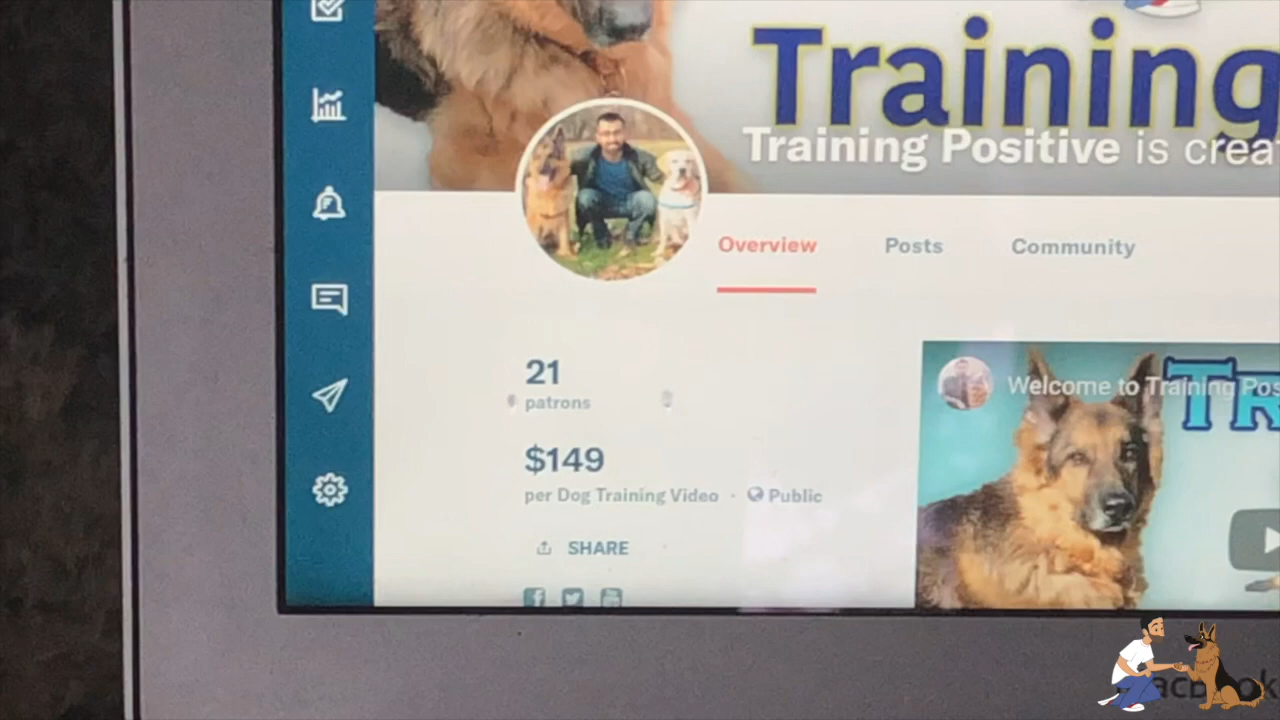 Training
Training Positive is crea
Overview
Posts
Community
21
patrons
$149
per Dog Training Video · Public
SHARE
Welcome to Training Pos
TR